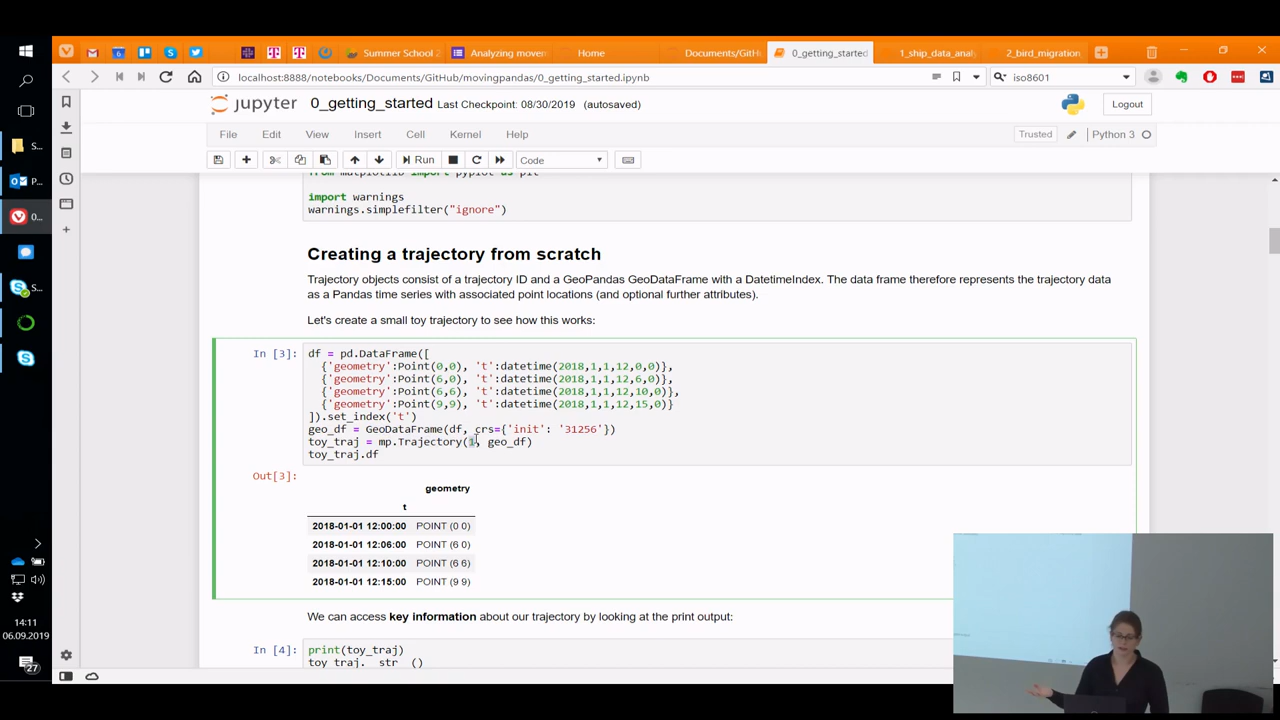 Summer School 2
Analyzing movem
Home
Documents/GitHu
0_getting_started
1_ship_data_anal
2_bird_migration
localhost:8888/notebooks/Documents/GitHub/movingpandas/0_getting_started.ipynb
iso8601
jupyter 0_getting_started Last Checkpoint: 08/30/2019 (autosaved)
Logout
File Edit View Insert Cell Kernel Help
Trusted
Python 3
Run
Code
from matplotlib import pyplot as plt
import warnings
warnings.simplefilter("ignore")
Creating a trajectory from scratch
Trajectory objects consist of a trajectory ID and a GeoPandas GeoDataFrame with a DatetimeIndex. The data frame therefore represents the trajectory data
as a Pandas time series with associated point locations (and optional further attributes).
Let's create a small toy trajectory to see how this works:
In [3]: df = pd.DataFrame([
{'geometry':Point(0,0), 't':datetime(2018,1,1,12,0,0)},
{'geometry':Point(6,0), 't':datetime(2018,1,1,12,6,0)},
{'geometry':Point(6,6), 't':datetime(2018,1,1,12,10,0)},
{'geometry':Point(9,9), 't':datetime(2018,1,1,12,15,0)}
]).set_index('t')
geo_df = GeoDataFrame(df, crs={'init': '31256'})
toy_traj = mp.Trajectory(1, geo_df)
toy_traj.df
Out[3]:
geometry
t
2018-01-01 12:00:00 POINT (0 0)
2018-01-01 12:06:00 POINT (6 0)
2018-01-01 12:10:00 POINT (6 6)
2018-01-01 12:15:00 POINT (9 9)
We can access key information about our trajectory by looking at the print output:
In [4]: print(toy_traj)
toy_traj.__str__()
S...
P...
0...
S...
14:11
06.09.2019
27